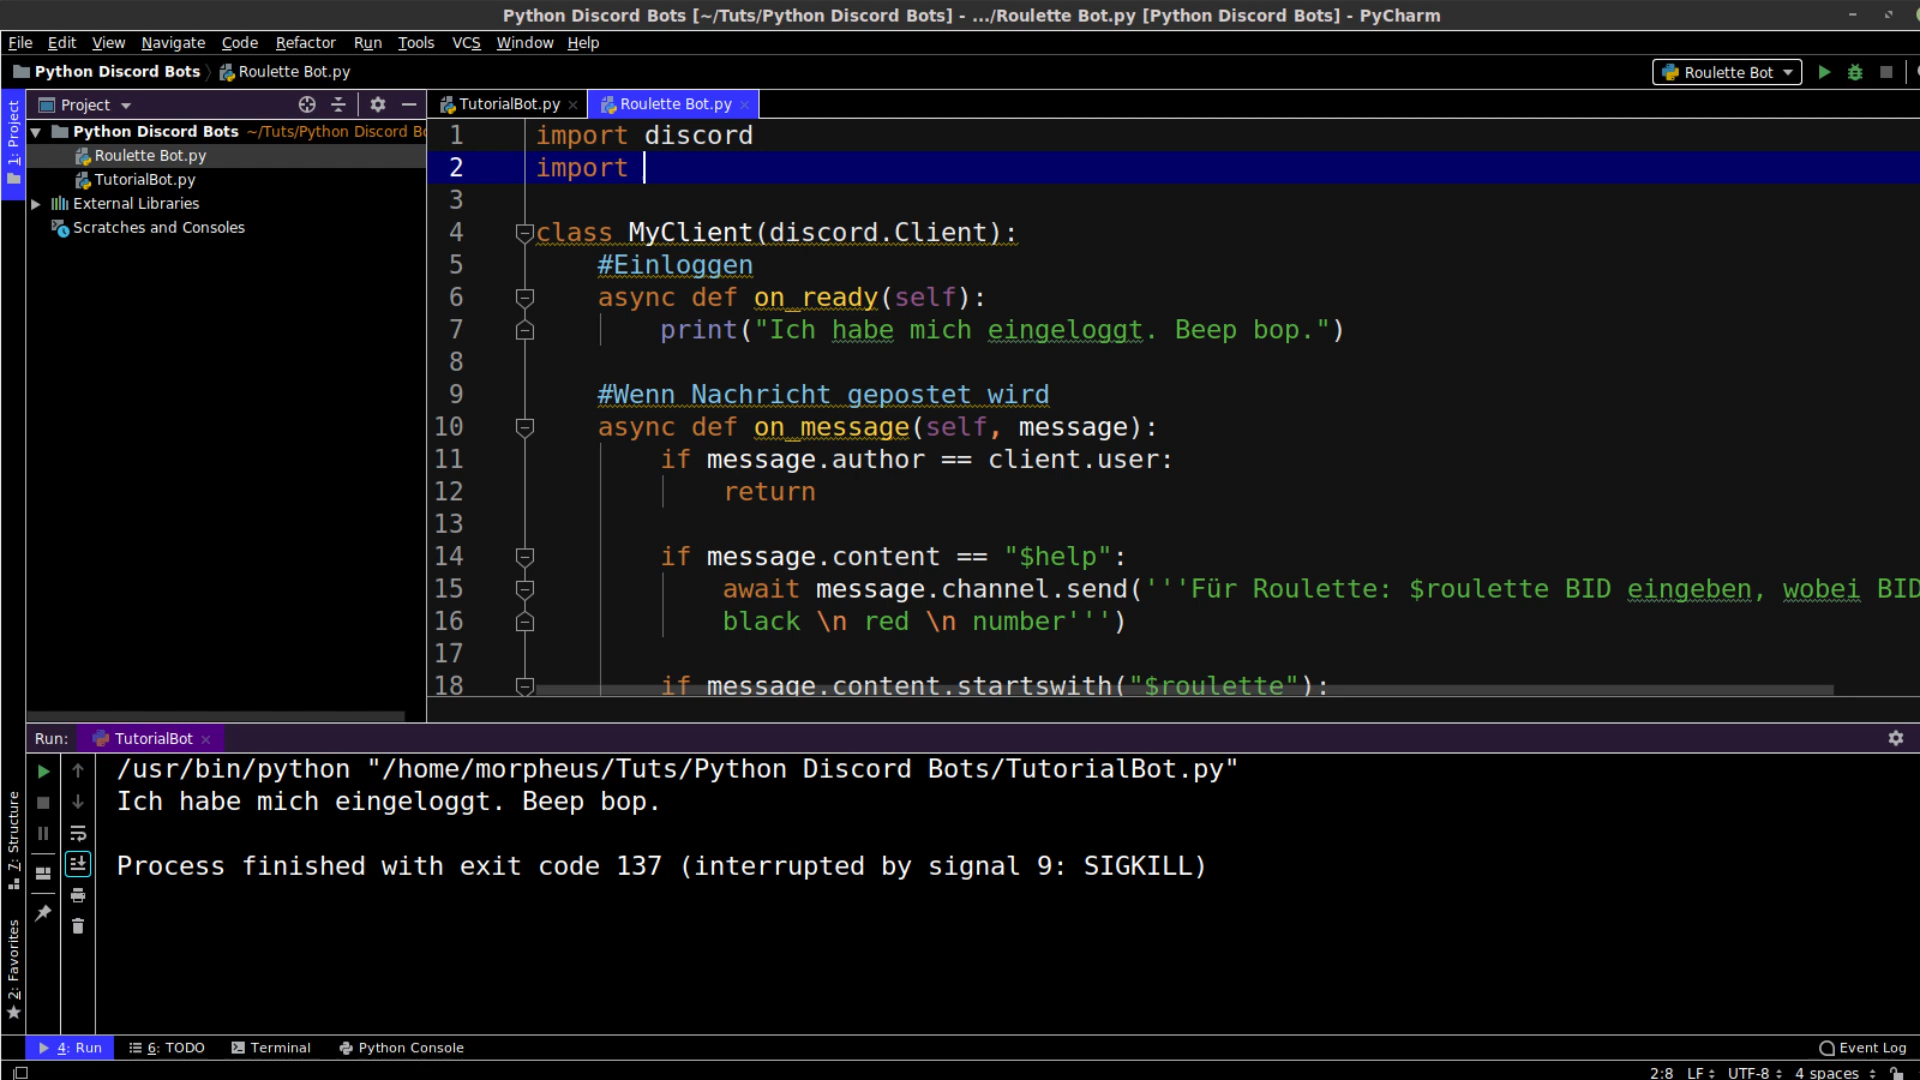 Python Discord Bots [~/Tuts/Python Discord Bots] - .../Roulette Bot.py [Python Discord Bots] - PyCharm
File Edit View Navigate Code Refactor Run Tools VCS Window Help
Python Discord Bots Roulette Bot.py Roulette Bot
1: Project
Project
Python Discord Bots ~/Tuts/Python Discord Bo
Roulette Bot.py
TutorialBot.py
External Libraries
Scratches and Consoles
TutorialBot.py Roulette Bot.py
1 import discord
2 import
3
4 class MyClient(discord.Client):
5 #Einloggen
6 async def on_ready(self):
7 print("Ich habe mich eingeloggt. Beep bop.")
8
9 #Wenn Nachricht gepostet wird
10 async def on_message(self, message):
11 if message.author == client.user:
12 return
13
14 if message.content == "$help":
15 await message.channel.send('''Für Roulette: $roulette BID eingeben, wobei BID
16 black \n red \n number''')
17
18 if message.content.startswith("$roulette"):
Run: TutorialBot
/usr/bin/python "/home/morpheus/Tuts/Python Discord Bots/TutorialBot.py"
Ich habe mich eingeloggt. Beep bop.
Process finished with exit code 137 (interrupted by signal 9: SIGKILL)
7: Structure
2: Favorites
4: Run 6: TODO Terminal Python Console Event Log
2:8 LF UTF-8 4 spaces